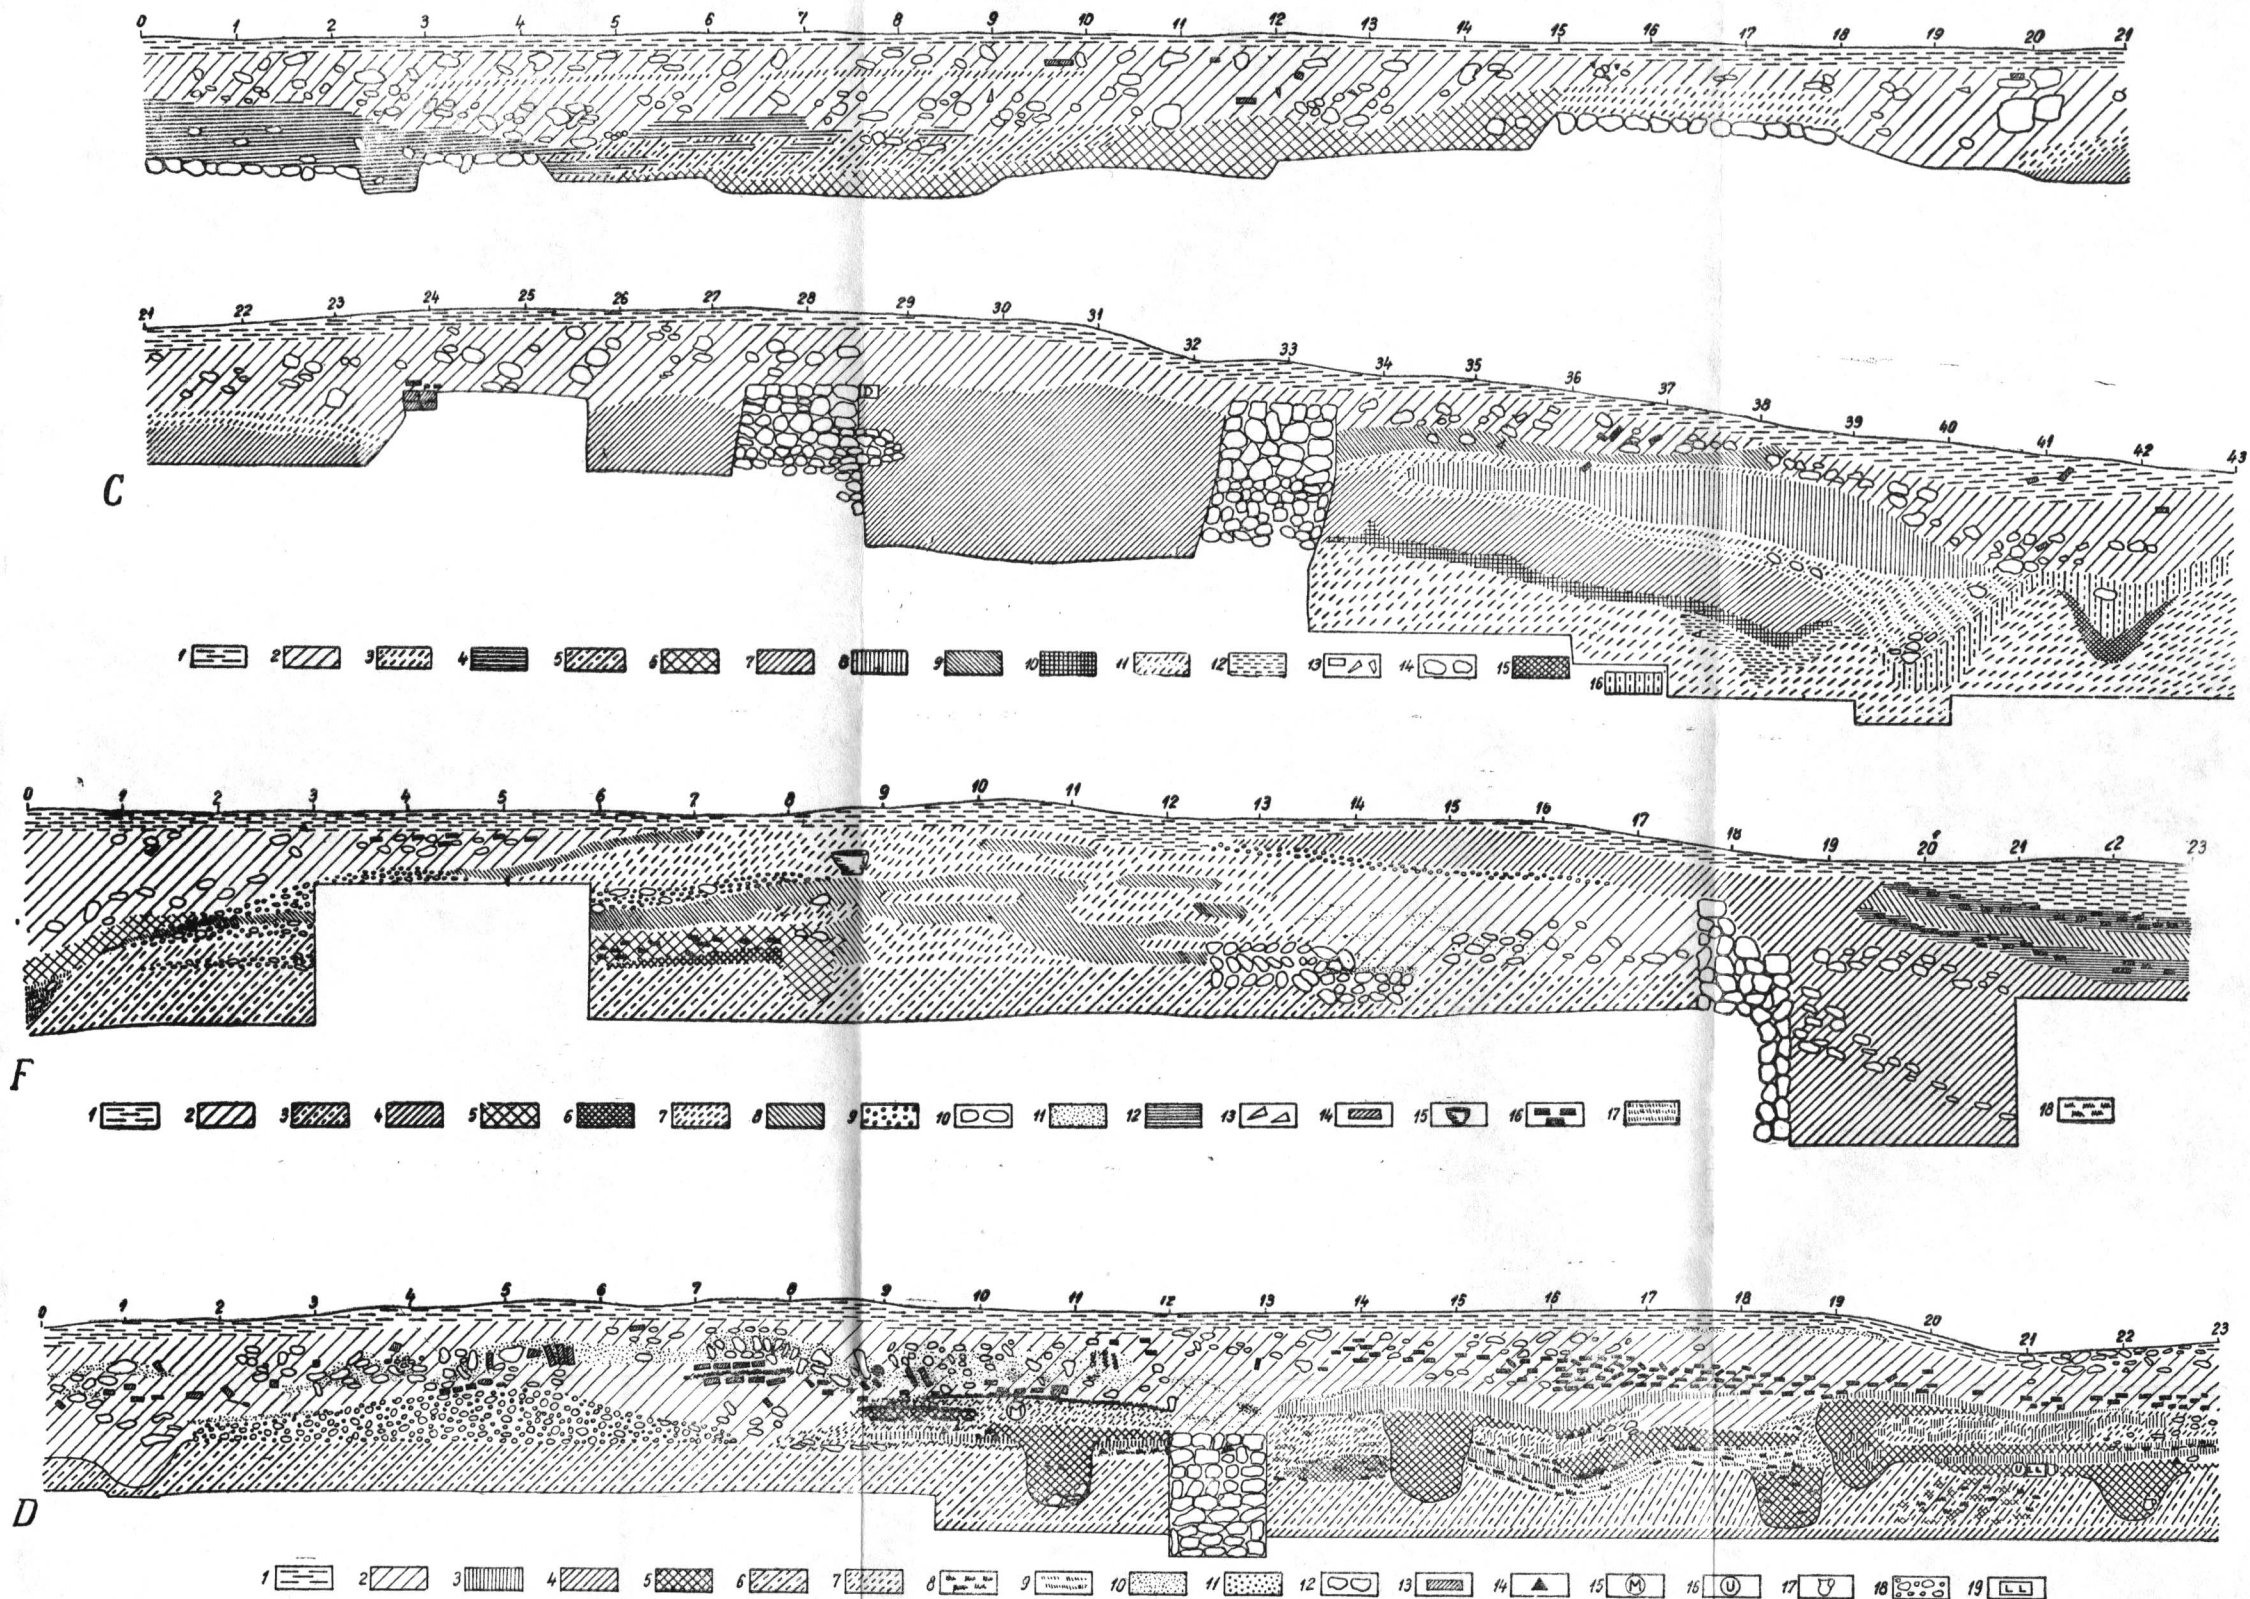 0 1 2 3 4 5 6 7 8 9 10 11 12 13 14 15 16 17 18 19 20 21
21 22 23 24 25 26 27 28 29 30 31 32 33 34 35 36 37 38 39 40 41 42 43
C
1 2 3 4 5 6 7 8 9 10 11 12 13 14 15 16
0 1 2 3 4 5 6 7 8 9 10 11 12 13 14 15 16 17 18 19 20 21 22 23
F
1 2 3 4 5 6 7 8 9 10 11 12 13 14 15 16 17 18
0 1 2 3 4 5 6 7 8 9 10 11 12 13 14 15 16 17 18 19 20 21 22 23
M
U LL
D
1 2 3 4 5 6 7 8 9 10 11 12 13 14 15 M 16 U 17 18 19 LL